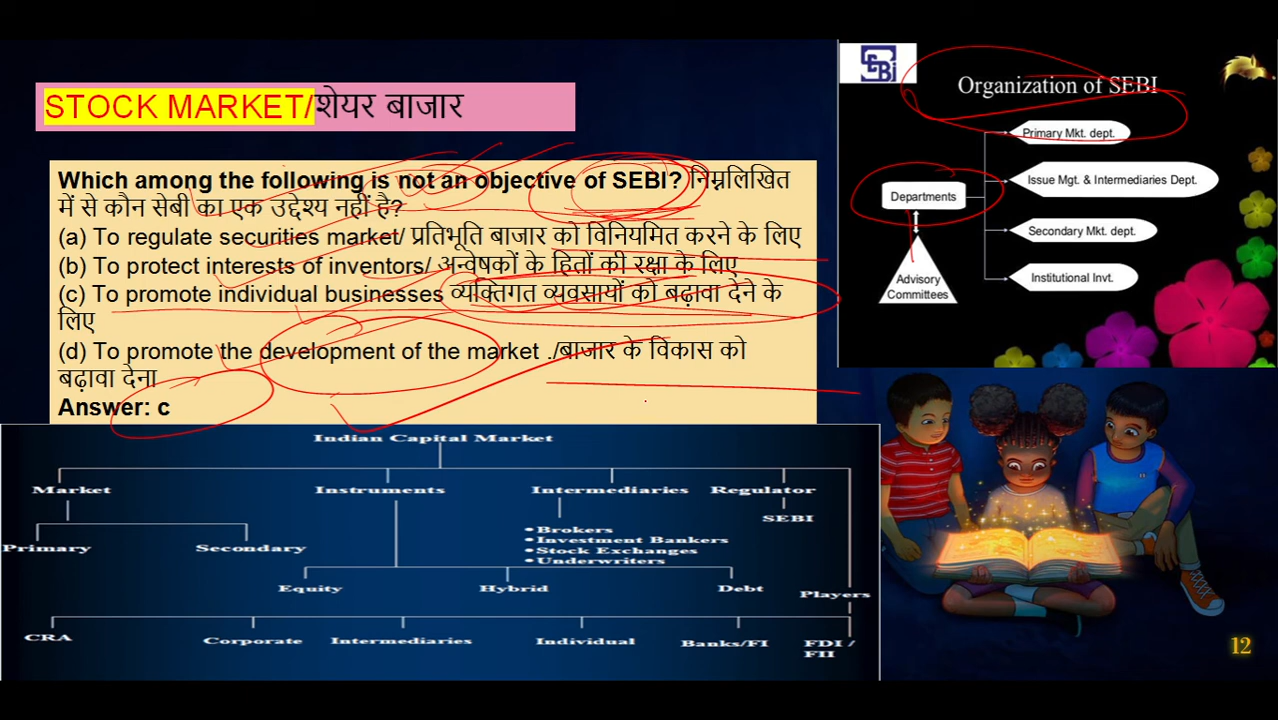 STOCK MARKET/शेयर बाजार
Which among the following is not an objective of SEBI? निम्नलिखित
में से कौन सेबी का एक उद्देश्य नहीं है?
(a) To regulate securities market/ प्रतिभूति बाजार को विनियमित करने के लिए
(b) To protect interests of inventors/ अन्वेषकों के हितों की रक्षा के लिए
(c) To promote individual businesses व्यक्तिगत व्यवसायों को बढ़ावा देने के
लिए
(d) To promote the development of the market ./बाजार के विकास को
बढ़ावा देना
Answer: c
SEBI
Organization of SEBI
Primary Mkt. dept.
Issue Mgt. & Intermediaries Dept.
Departments
Secondary Mkt. dept.
Institutional Invt.
Advisory
Committees
Indian Capital Market
Market
Instruments
Intermediaries
Regulator
SEBI
• Brokers
• Investment Bankers
• Stock Exchanges
• Underwriters
Primary
Secondary
Equity
Hybrid
Debt
Players
CRA
Corporate
Intermediaries
Individual
Banks/FI
FDI /
FII
12